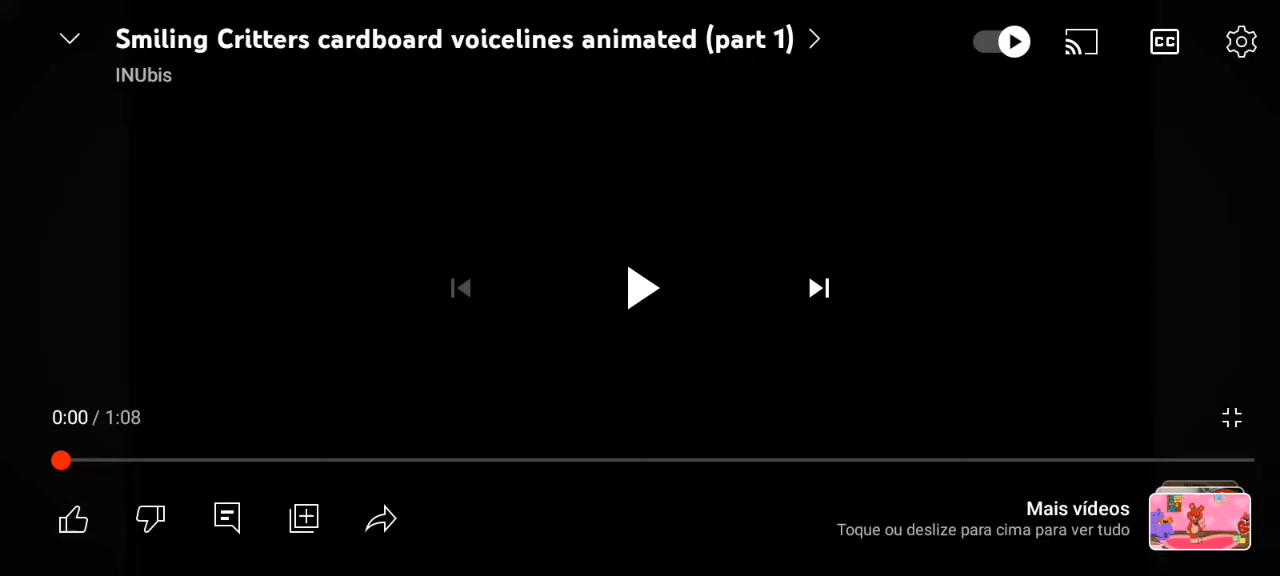 Smiling Critters cardboard voicelines animated (part 1)
INUbis
CC
0:00 / 1:08
Mais vídeos
Toque ou deslize para cima para ver tudo